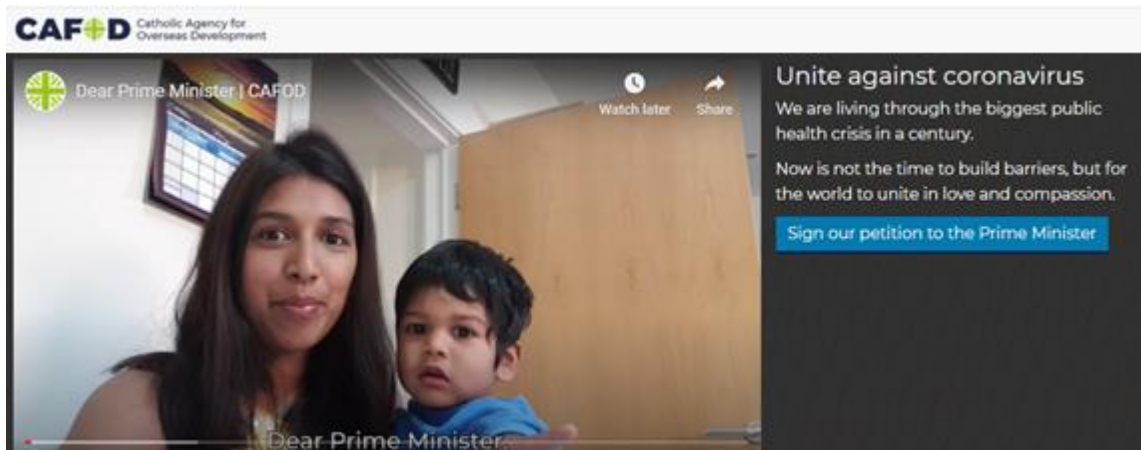 CAFOD
Catholic Agency for
Overseas Development
Dear Prime Minister | CAFOD
Watch later
Share
Unite against coronavirus
We are living through the biggest public
health crisis in a century.
Now is not the time to build barriers, but for
the world to unite in love and compassion.
Sign our petition to the Prime Minister
Dear Prime Minister...